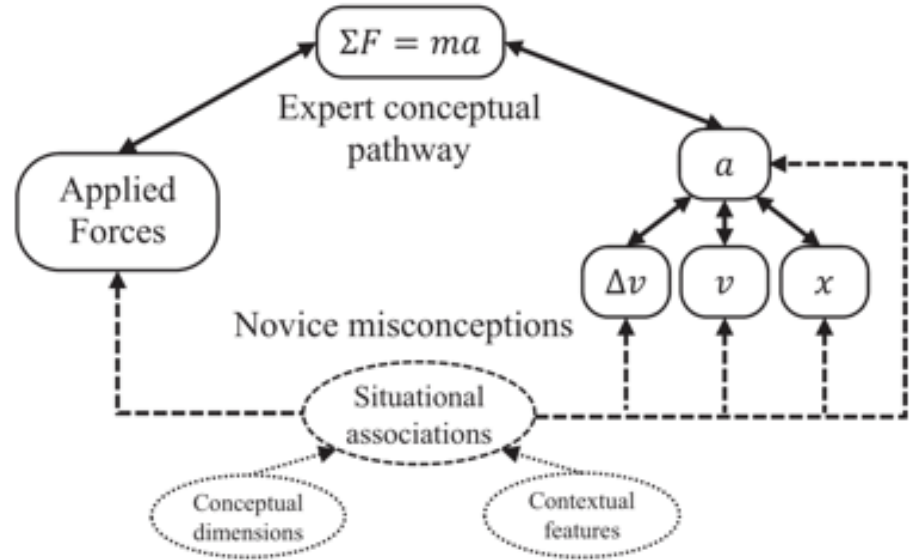 ΣF = ma
Expert conceptual
pathway
Applied
Forces
a
Δv
v
x
Novice misconceptions
Situational
associations
Conceptual
dimensions
Contextual
features